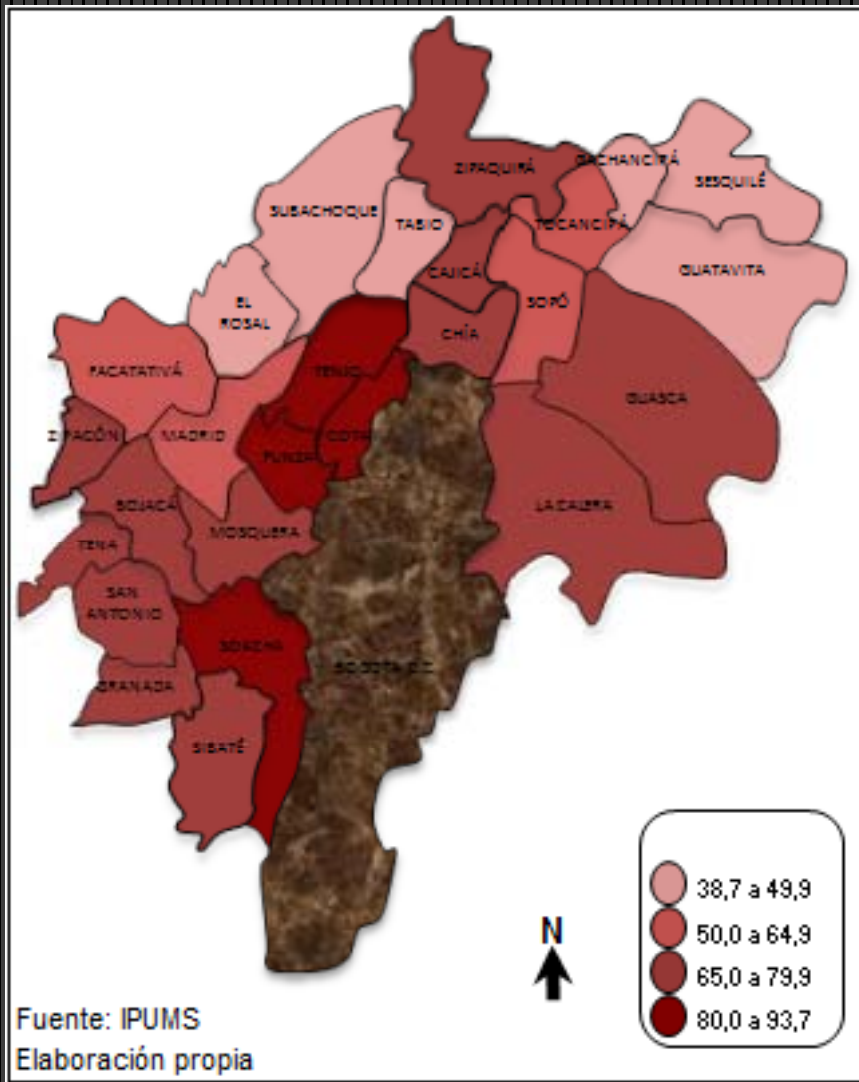 ZIPAQUIRÁ
GACHANCIPÁ
SESQUILÉ
SUBACHOQUE
TABIO
TOCANCIPÁ
CAJICÁ
GUATAVITA
EL
ROSAL
SOPÓ
CHÍA
FACATATIVÁ
TENJO
GUASCA
ZIPACÓN
MADRID
FUNZA
COTA
BOJACÁ
MOSQUERA
LA CALERA
TENA
SAN
ANTONIO
SOACHA
BOGOTA D.C.
GRANADA
SIBATÉ
38,7 a 49,9
50,0 a 64,9
65,0 a 79,9
80,0 a 93,7
N
Fuente: IPUMS
Elaboración propia